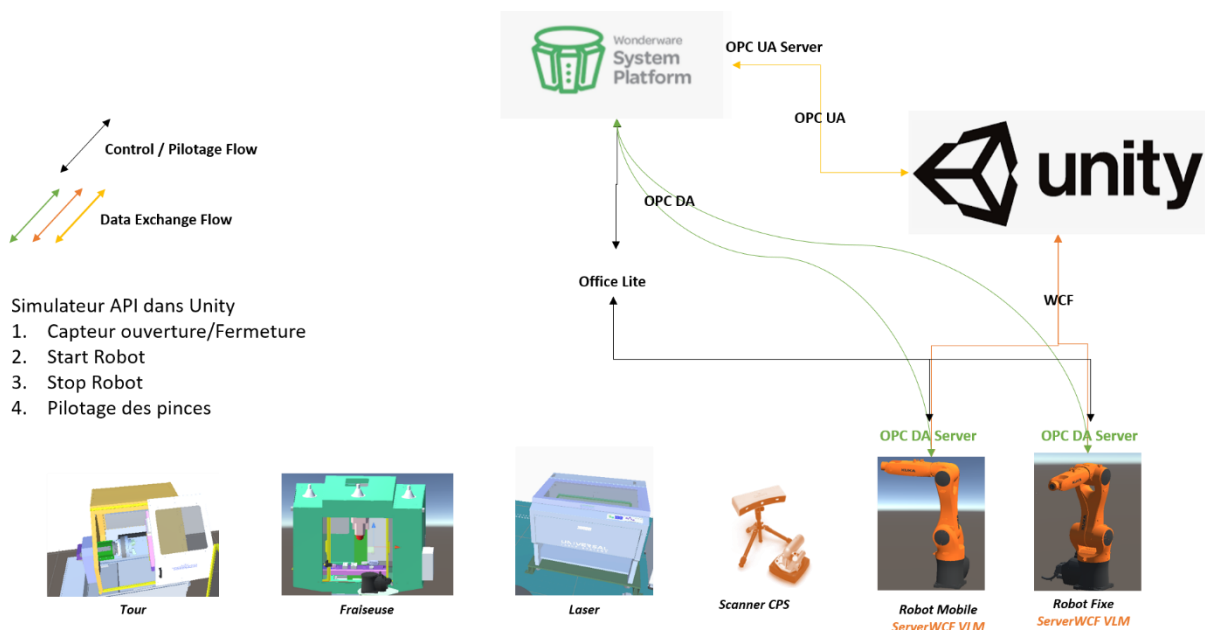 Wonderware
System
Platform
OPC UA Server
OPC UA
unity
Control / Pilotage Flow
Data Exchange Flow
OPC DA
Office Lite
WCF
Simulateur API dans Unity
1. Capteur ouverture/Fermeture
2. Start Robot
3. Stop Robot
4. Pilotage des pinces
OPC DA Server
OPC DA Server
Tour
Fraiseuse
Laser
Scanner CPS
Robot Mobile
ServerWCF VLM
Robot Fixe
ServerWCF VLM